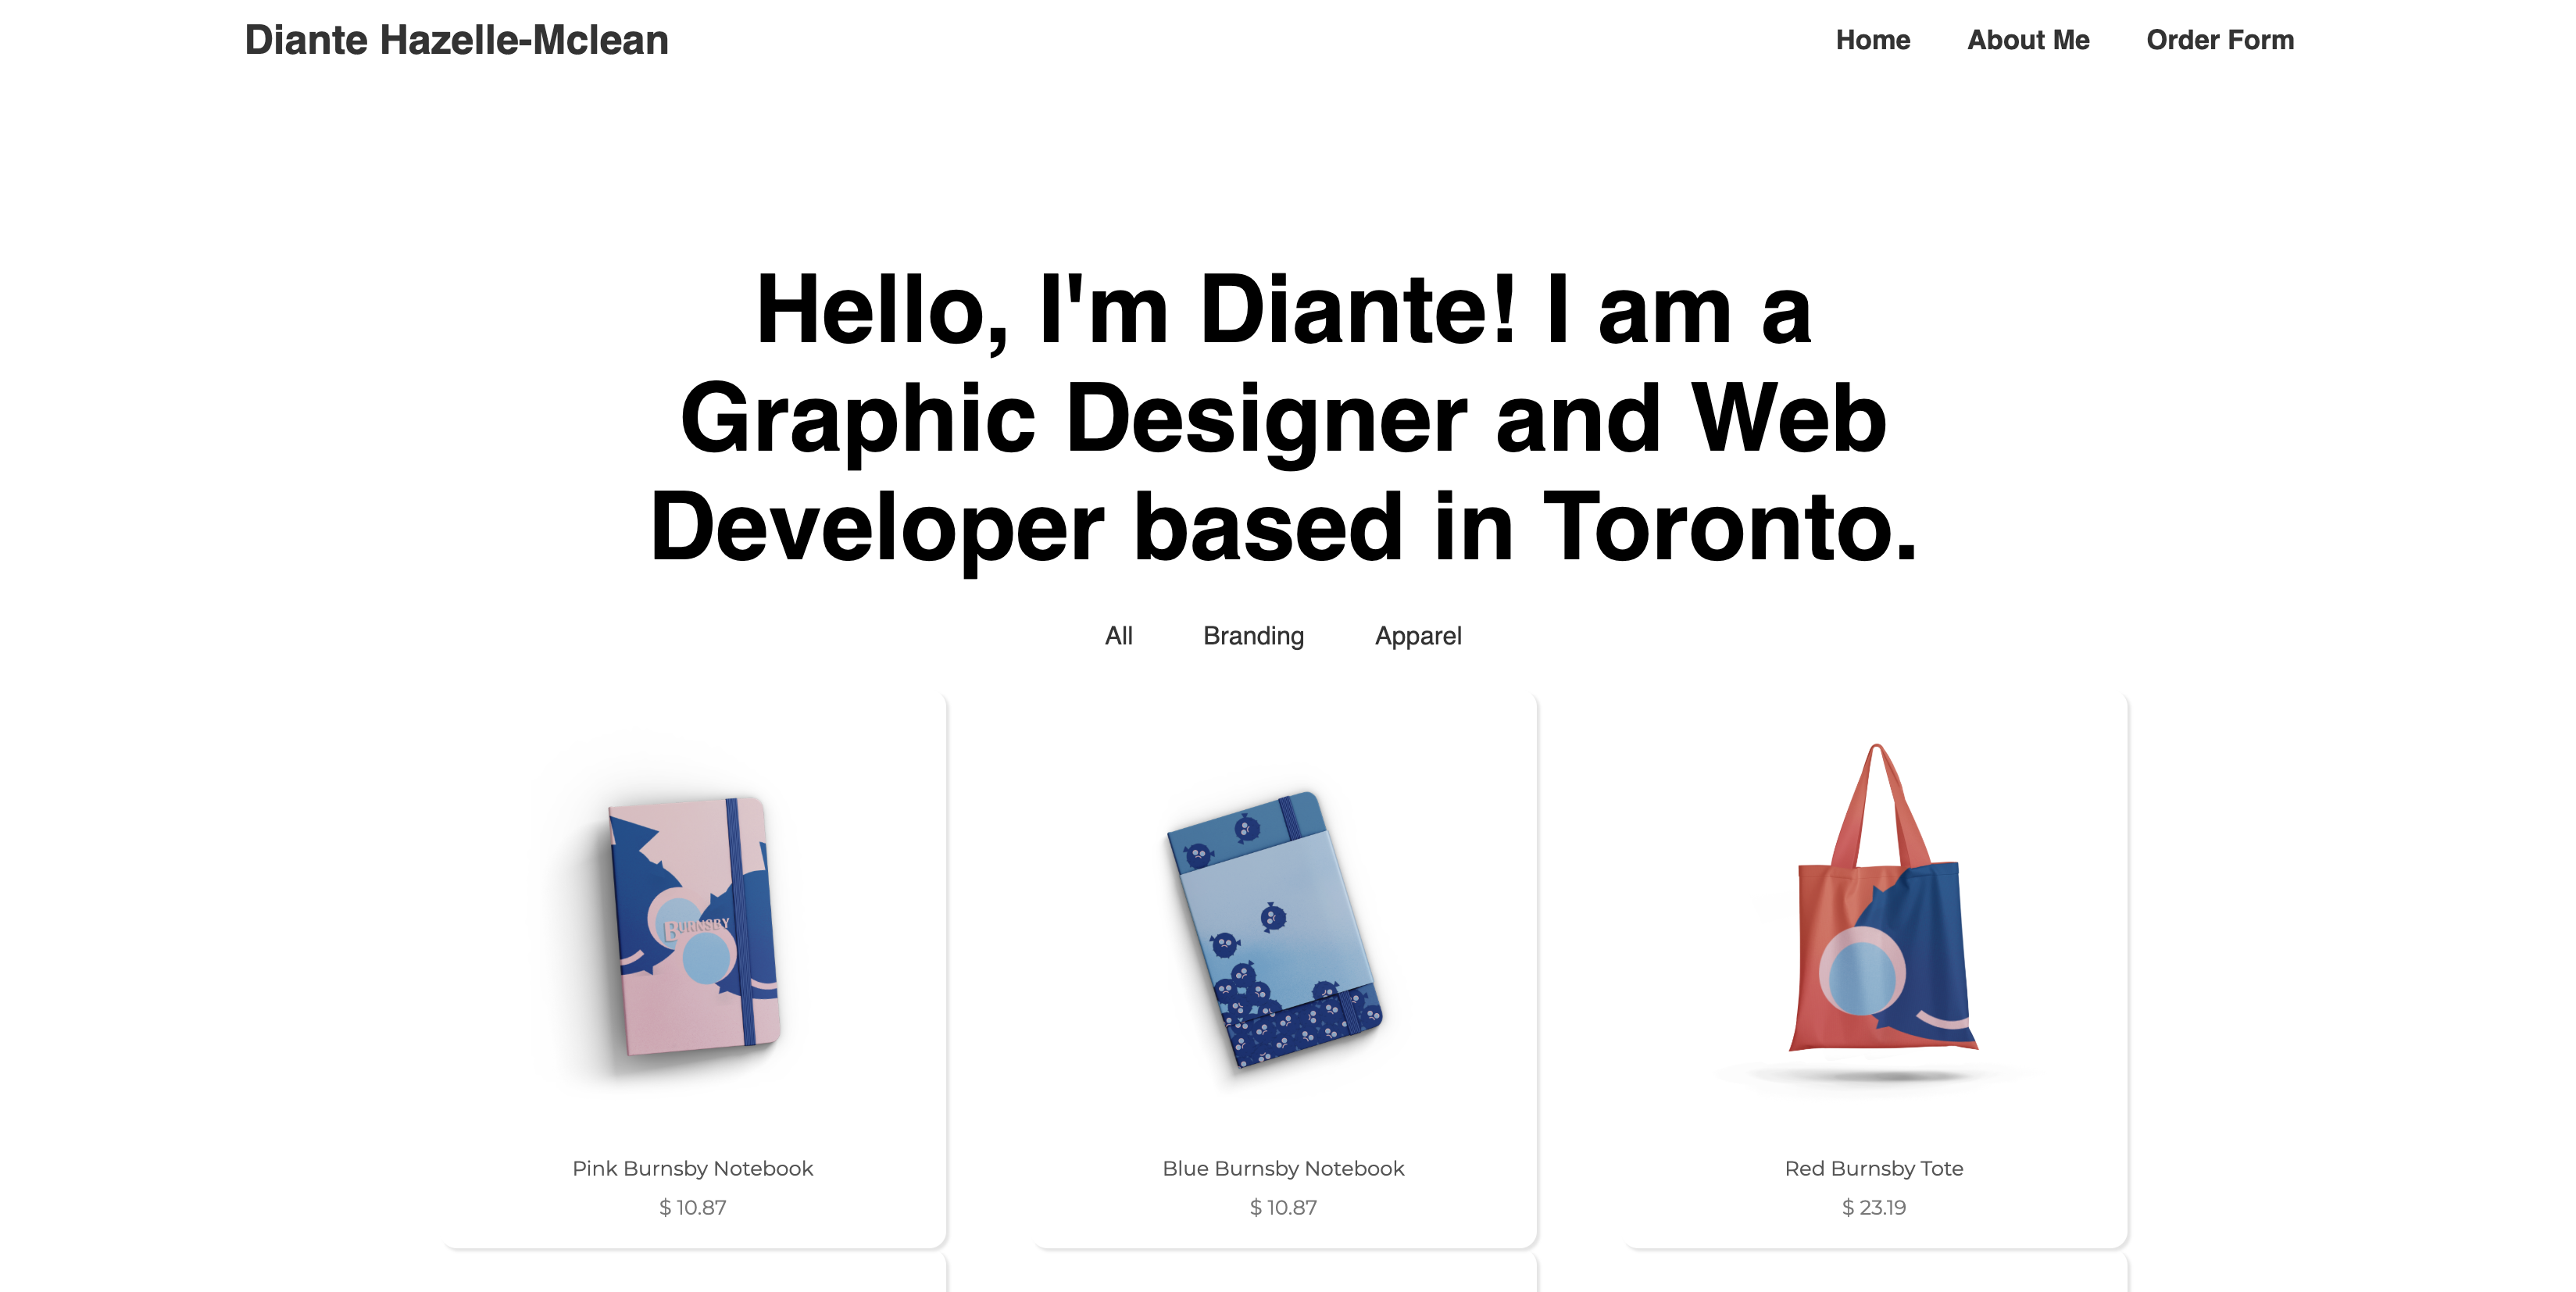 Diante Hazelle-Mclean
Home About Me Order Form
Hello, I'm Diante! I am a
Graphic Designer and Web
Developer based in Toronto.
All Branding Apparel
BURNSBY
Pink Burnsby Notebook
$ 10.87
Blue Burnsby Notebook
$ 10.87
Red Burnsby Tote
$ 23.19